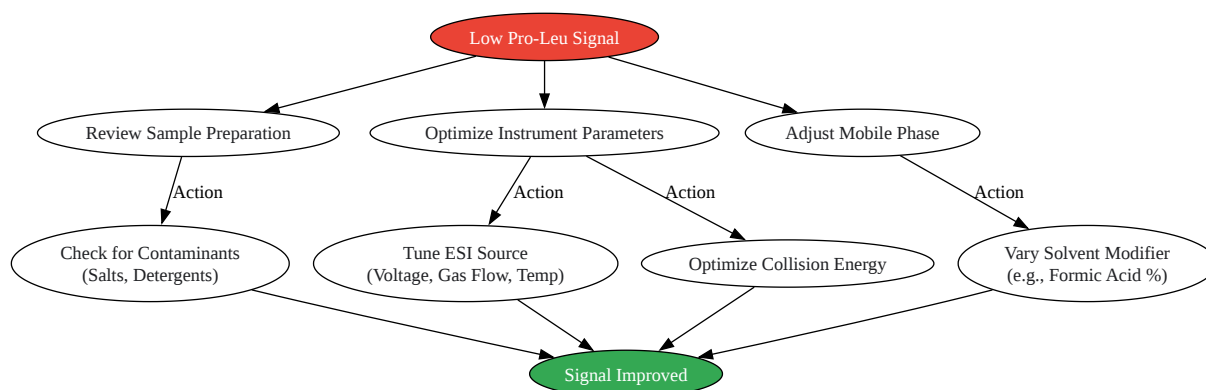 Low Pro-Leu Signal
Review Sample Preparation
Optimize Instrument Parameters
Adjust Mobile Phase
Action
Action
Action
Action
Check for Contaminants
(Salts, Detergents)
Tune ESI Source
(Voltage, Gas Flow, Temp)
Optimize Collision Energy
Vary Solvent Modifier
(e.g., Formic Acid %)
Signal Improved